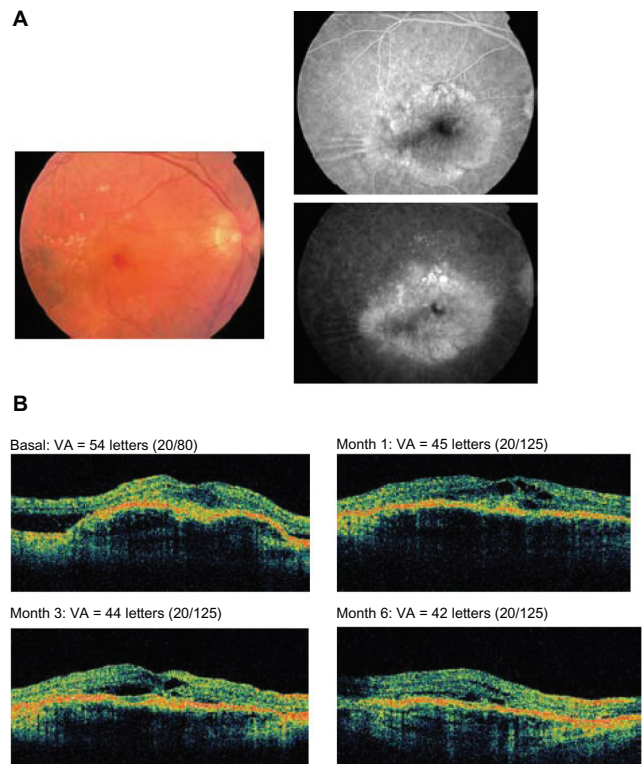 A
B
Basal: VA = 54 letters (20/80)
Month 1: VA = 45 letters (20/125)
Month 3: VA = 44 letters (20/125)
Month 6: VA = 42 letters (20/125)